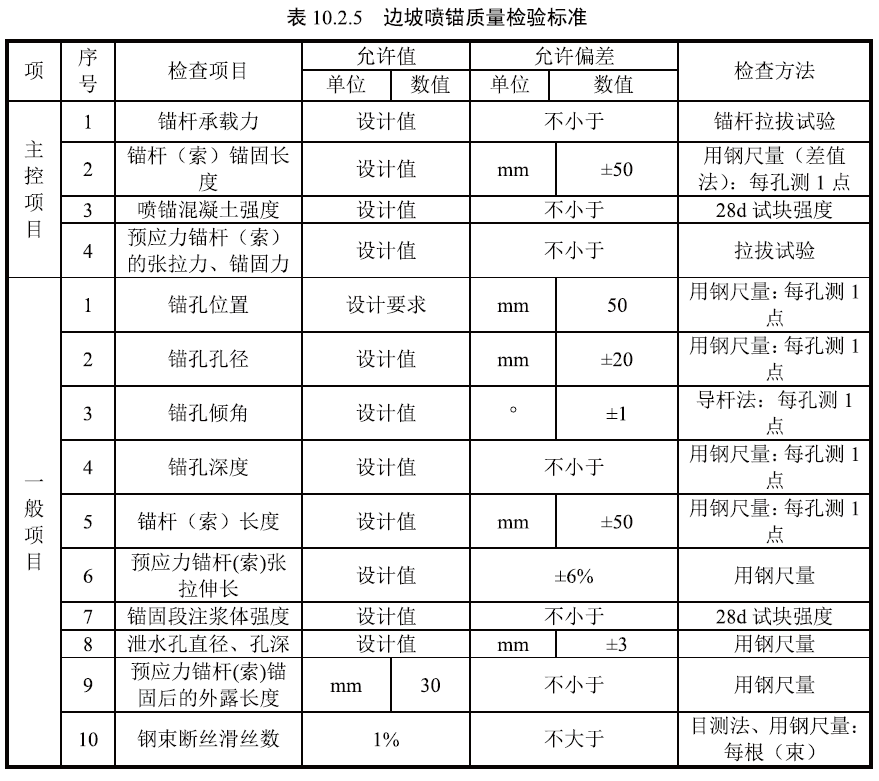 表 10.2.5 边坡喷锚质量检验标准
项 序号 检查项目 允许值 允许偏差 检查方法
单位 数值 单位 数值
主控项目
1 锚杆承载力 设计值 不小于 锚杆拉拔试验
2 锚杆（索）锚固长度 设计值 mm ±50 用钢尺量（差值法）：每孔测 1 点
3 喷锚混凝土强度 设计值 不小于 28d 试块强度
4 预应力锚杆（索）的张拉力、锚固力 设计值 不小于 拉拔试验
一般项目
1 锚孔位置 设计要求 mm 50 用钢尺量：每孔测 1 点
2 锚孔孔径 设计值 mm ±20 用钢尺量：每孔测 1 点
3 锚孔倾角 设计值 ° ±1 导杆法：每孔测 1 点
4 锚孔深度 设计值 不小于 用钢尺量：每孔测 1 点
5 锚杆（索）长度 设计值 mm ±50 用钢尺量：每孔测 1 点
6 预应力锚杆(索)张拉伸长 设计值 ±6% 用钢尺量
7 锚固段注浆体强度 设计值 不小于 28d 试块强度
8 泄水孔直径、孔深 设计值 mm ±3 用钢尺量
9 预应力锚杆(索)锚固后的外露长度 mm 30 不小于 用钢尺量
10 钢束断丝滑丝数 1% 不大于 目测法、用钢尺量：每根（束）